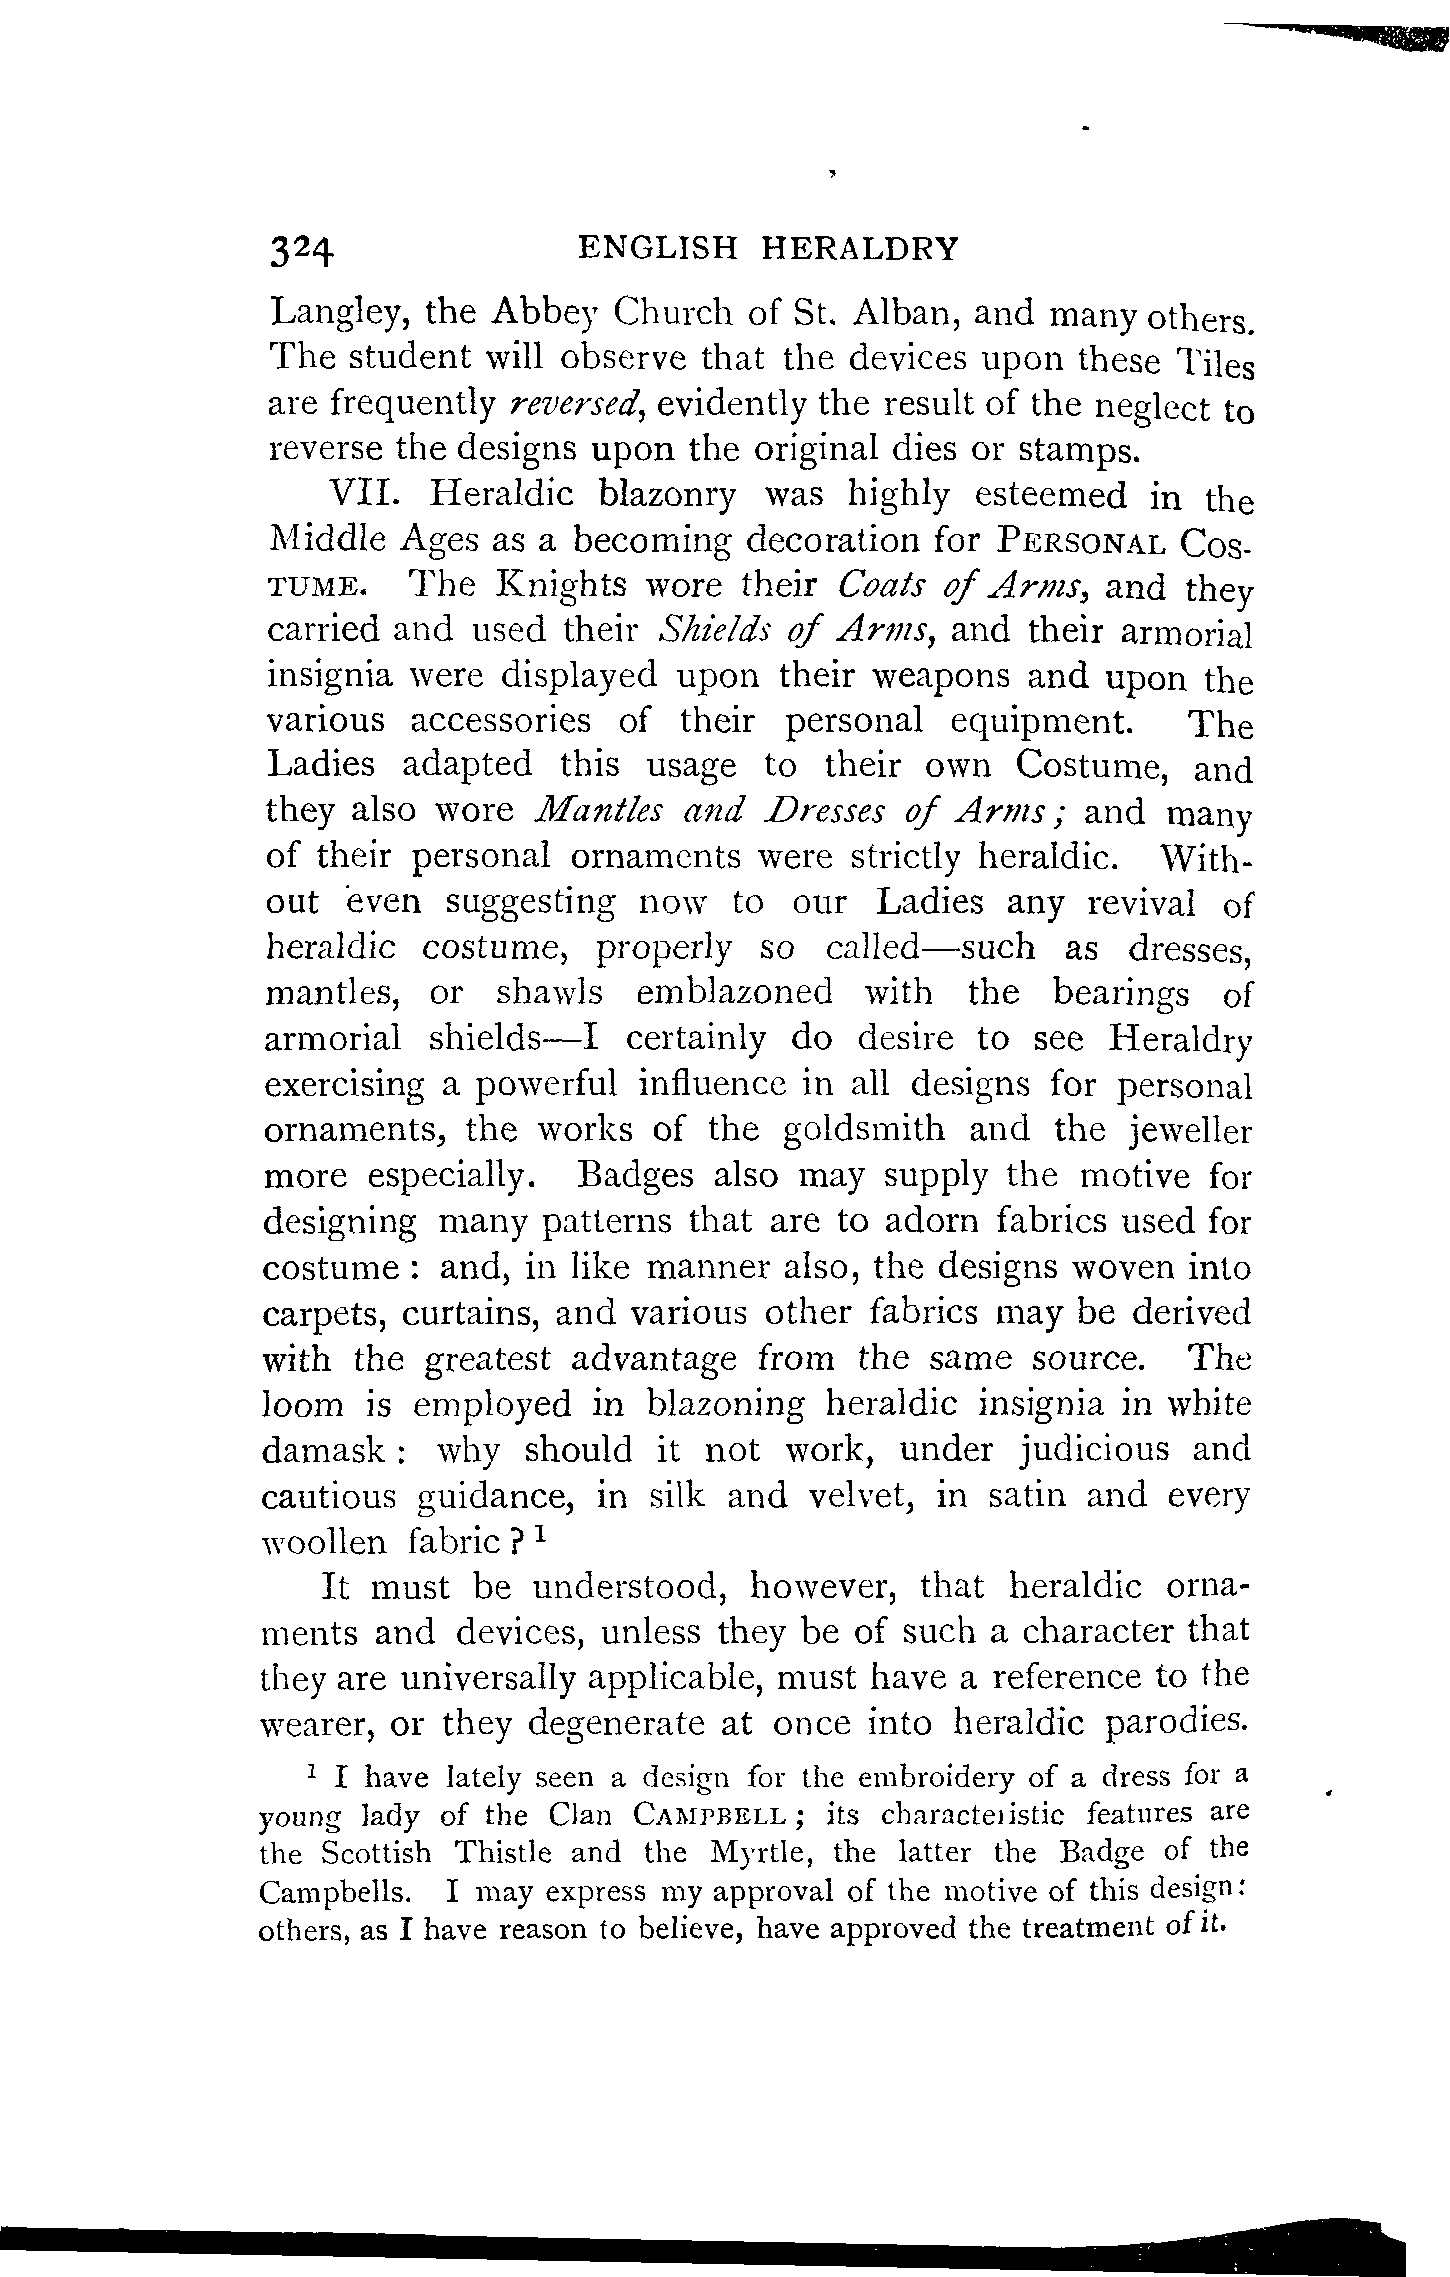 324 ENGLISH HERALDRY
Langley, the Abbey Church of St. Alban, and many others.
The student will observe that the devices upon these Tiles
are frequently reversed, evidently the result of the neglect to
reverse the designs upon the original dies or stamps.
VII. Heraldic blazonry was highly esteemed in the
Middle Ages as a becoming decoration for PERSONAL COS-
TUME. The Knights wore their Coats of Arms, and they
carried and used their Shields of Arms, and their armorial
insignia were displayed upon their weapons and upon the
various accessories of their personal equipment. The
Ladies adapted this usage to their own Costume, and
they also wore Mantles and Dresses of Arms; and many
of their personal ornaments were strictly heraldic. With-
out even suggesting now to our Ladies any revival of
heraldic costume, properly so called—such as dresses,
mantles, or shawls emblazoned with the bearings of
armorial shields—I certainly do desire to see Heraldry
exercising a powerful influence in all designs for personal
ornaments, the works of the goldsmith and the jeweller
more especially. Badges also may supply the motive for
designing many patterns that are to adorn fabrics used for
costume : and, in like manner also, the designs woven into
carpets, curtains, and various other fabrics may be derived
with the greatest advantage from the same source. The
loom is employed in blazoning heraldic insignia in white
damask : why should it not work, under judicious and
cautious guidance, in silk and velvet, in satin and every
woollen fabric ? 1
It must be understood, however, that heraldic orna-
ments and devices, unless they be of such a character that
they are universally applicable, must have a reference to the
wearer, or they degenerate at once into heraldic parodies.
1 I have lately seen a design for the embroidery of a dress for a
young lady of the Clan CAMPBELL ; its characteristic features are
the Scottish Thistle and the Myrtle, the latter the Badge of the
Campbells. I may express my approval of the motive of this design:
others, as I have reason to believe, have approved the treatment of it.